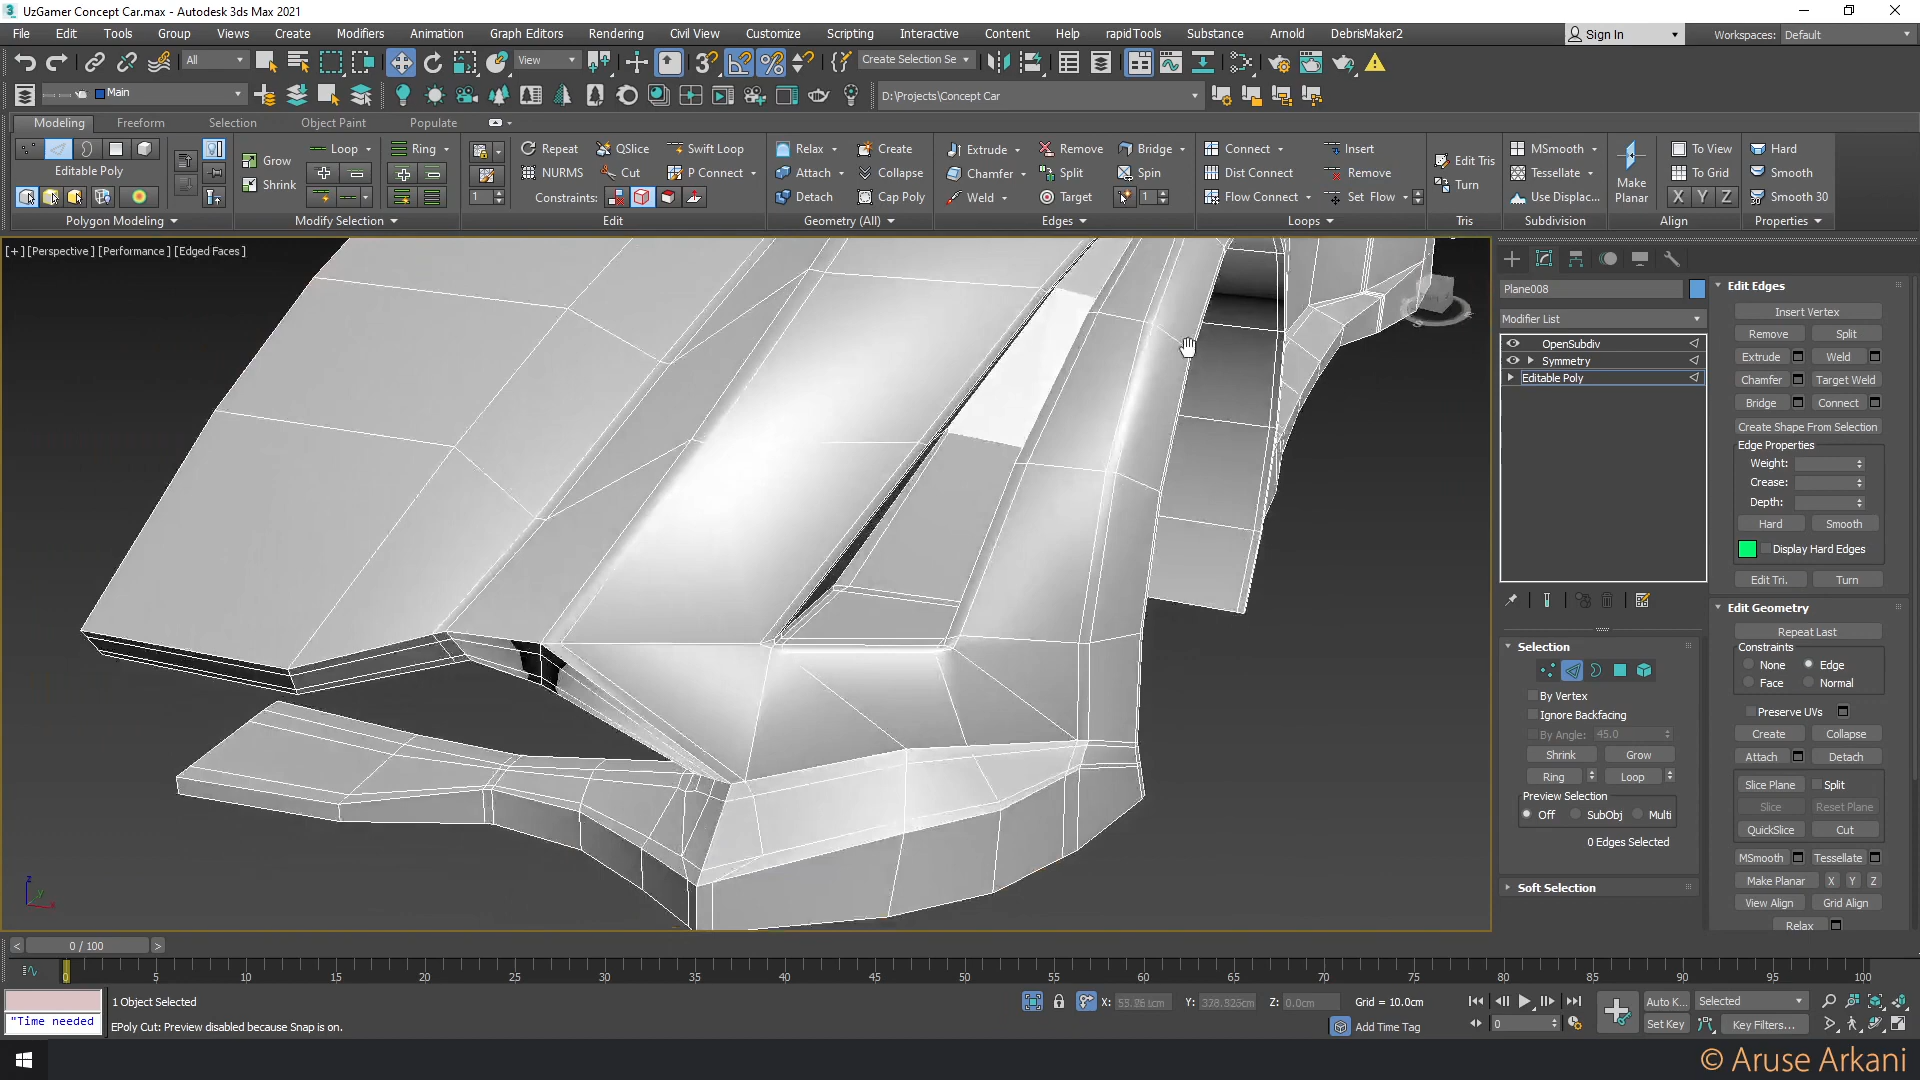 UzGamer Concept Car.max - Autodesk 3ds Max 2021
File Edit Tools Group Views Create Modifiers Animation Graph Editors Rendering Civil View Customize Scripting Interactive Content Help rapidTools Substance Arnold DebrisMaker2 Sign In Workspaces: Default
All View Create Selection Se
Main D:\Projects\Concept Car
Modeling Freeform Selection Object Paint Populate
Loop Ring Repeat QSlice Swift Loop Relax Create Extrude Remove Bridge Connect Insert MSmooth To View Hard
Editable Poly Grow NURMS Cut P Connect Attach Collapse Chamfer Split Spin Dist Connect Remove Edit Tris Tessellate Make Planar To Grid Smooth
Shrink 1 Constraints: Detach Cap Poly Weld Target 1 Flow Connect Set Flow Turn Use Displac... X Y Z Smooth 30
Polygon Modeling Modify Selection Edit Geometry (All) Edges Loops Tris Subdivision Align Properties
[+] [Perspective] [Performance] [Edged Faces]
Plane008
Modifier List
OpenSubdiv
Symmetry
Editable Poly
Selection
By Vertex
Ignore Backfacing
By Angle: 45.0
Shrink Grow
Ring Loop
Preview Selection
Off SubObj Multi
0 Edges Selected
Soft Selection
Edit Edges
Insert Vertex
Remove Split
Extrude Weld
Chamfer Target Weld
Bridge Connect
Create Shape From Selection
Edge Properties
Weight:
Crease:
Depth:
Hard Smooth
Display Hard Edges
Edit Tri. Turn
Edit Geometry
Repeat Last
Constraints
None Edge
Face Normal
Preserve UVs
Create Collapse
Attach Detach
Slice Plane Split
Slice Reset Plane
QuickSlice Cut
MSmooth Tessellate
Make Planar X Y Z
View Align Grid Align
Relax
z y x
< 0 / 100 >
0 5 10 15 20 25 30 35 40 45 50 55 60 65 70 75 80 85 90 95 100
1 Object Selected X: Y: Z: 0.0cm Grid = 10.0cm Auto K... Selected
"Time needed EPoly Cut: Preview disabled because Snap is on. Add Time Tag 0 Set Key Key Filters...
© Aruse Arkani